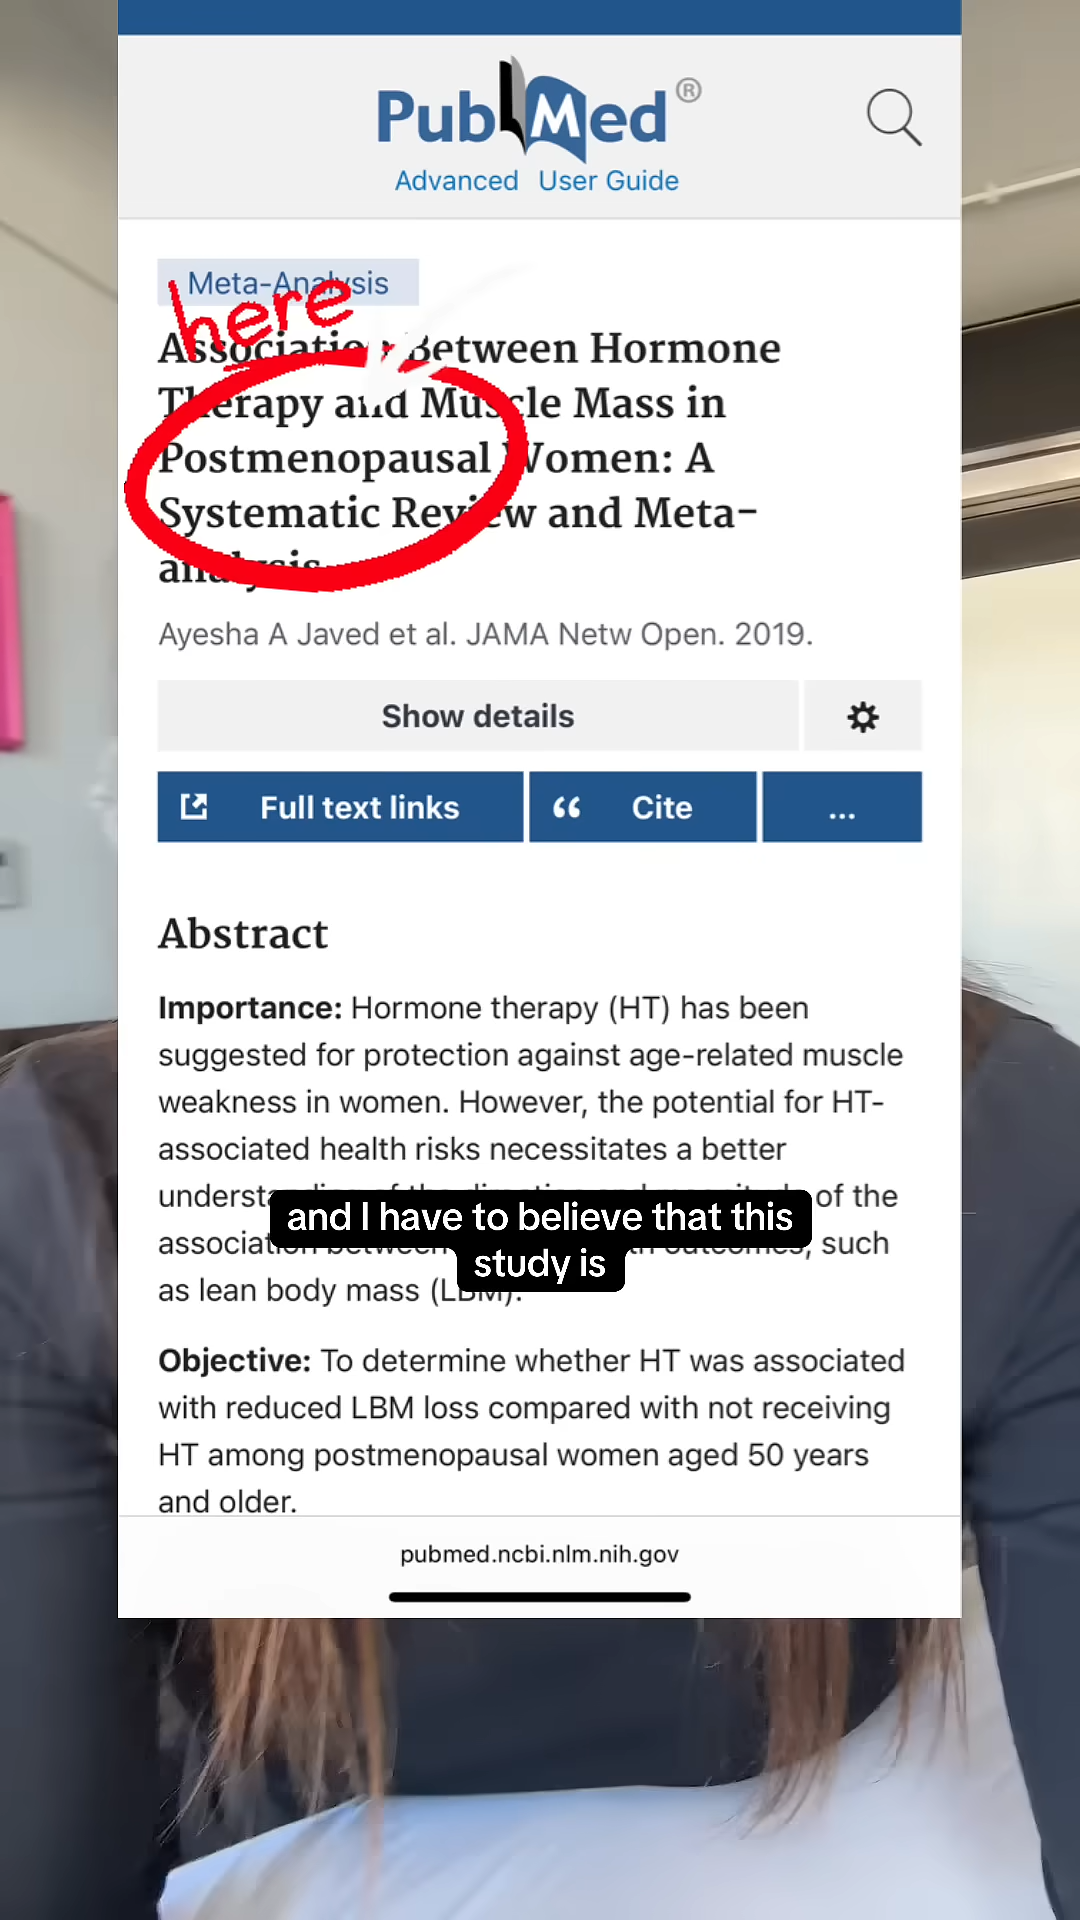 PubMed®
Advanced User Guide
Meta-Analysis
here
Association Between Hormone
Therapy and Muscle Mass in
Postmenopausal Women: A
Systematic Review and Meta-
analysis
Ayesha A Javed et al. JAMA Netw Open. 2019.
Show details
Full text links
Cite
...
Abstract
Importance: Hormone therapy (HT) has been
suggested for protection against age-related muscle
weakness in women. However, the potential for HT-
associated health risks necessitates a better
of the
and I have to believe that this
such
study is
as lean body mass (LBM).
Objective: To determine whether HT was associated
with reduced LBM loss compared with not receiving
HT among postmenopausal women aged 50 years
and older.
pubmed.ncbi.nlm.nih.gov